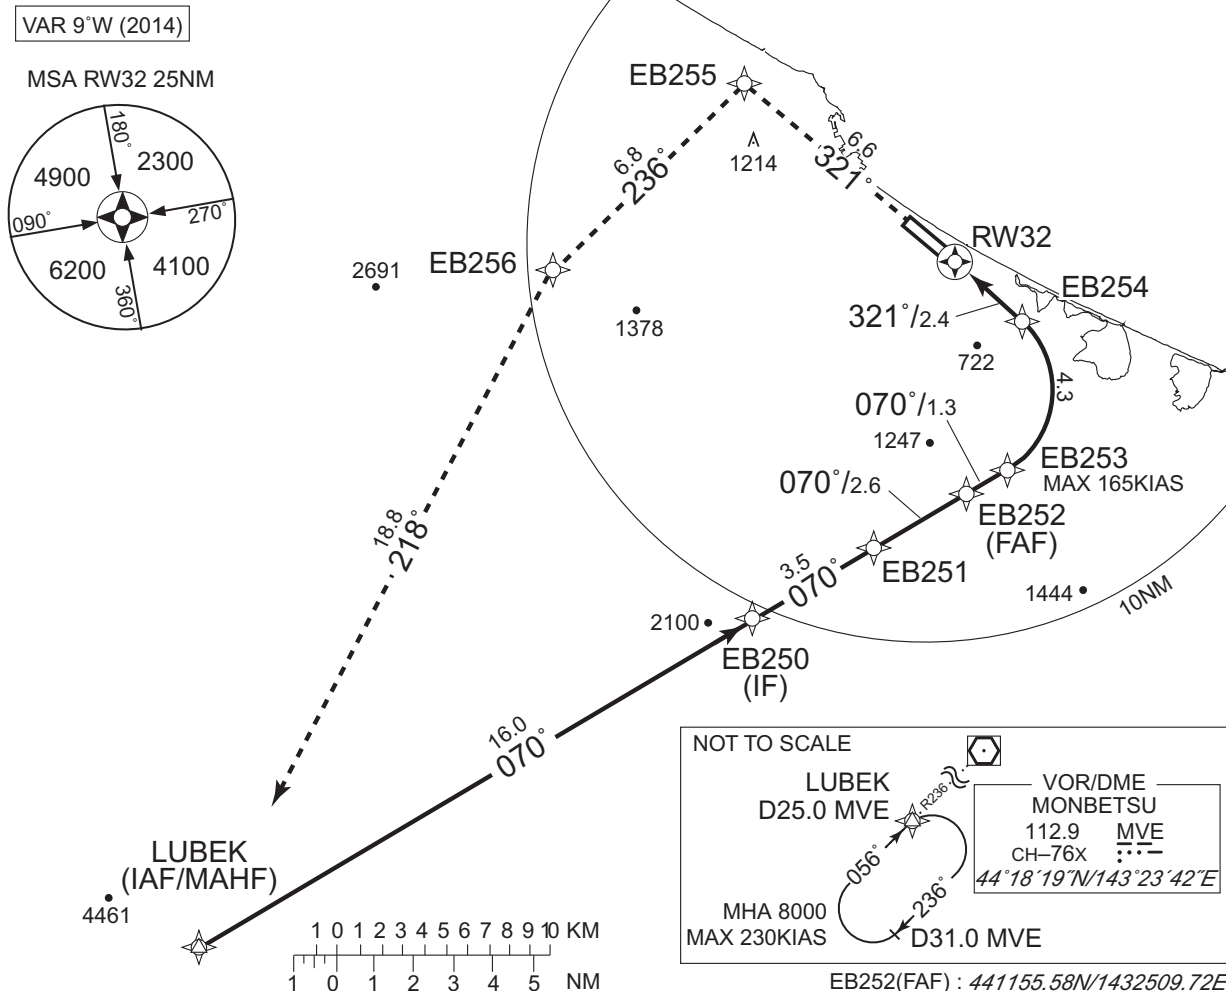 VAR 9°W (2014)
MSA RW32 25NM
180°
4900
2300
090°
270°
6200
4100
360°
EB255
1214
6.6
321°
6.8
236°
RW32
2691
EB256
1378
EB254
321°/2.4
722
4.3
070°/1.3
1247
EB253
MAX 165KIAS
070°/2.6
EB252
(FAF)
18.8
218°
EB251
3.5
070°
1444
10NM
2100
EB250
(IF)
16.0
070°
LUBEK
(IAF/MAHF)
4461
1 0 1 2 3 4 5 6 7 8 9 10 KM
1 0 1 2 3 4 5 NM
NOT TO SCALE
LUBEK
D25.0 MVE
R236
VOR/DME
MONBETSU
112.9 MVE
CH–76X
44°18´19˝N/143°23´42˝E
056°
236°
MHA 8000
MAX 230KIAS
D31.0 MVE
EB252(FAF) : 441155.58N/1432509.72E